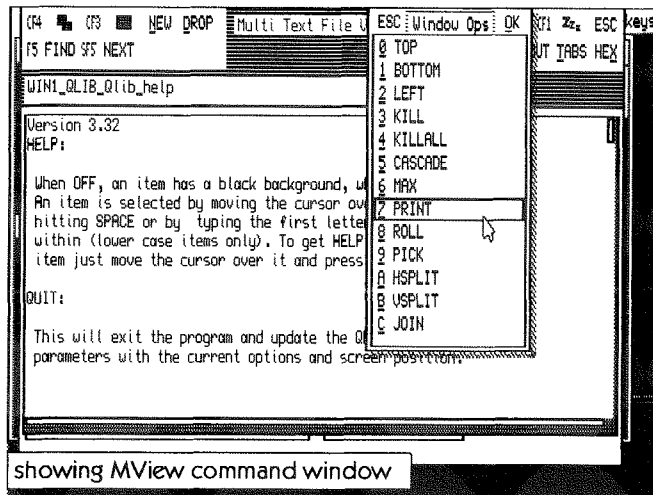 CF4 CF3 NEW DROP Multi Text File V
F5 FIND SF5 NEXT
ESC Window Ops OK
CF1 Zzz ESC
keys
UT TABS HEX
WIN1_QLIB_Qlib_help
0 TOP
1 BOTTOM
2 LEFT
3 KILL
4 KILLALL
5 CASCADE
6 MAX
7 PRINT
8 ROLL
9 PICK
A HSPLIT
B VSPLIT
C JOIN
Version 3.32
HELP:
When OFF, an item has a black background, w
An item is selected by moving the cursor ov
hitting SPACE or by typing the first lette
within (lower case items only). To get HELP
item just move the cursor over it and press
QUIT:
This will exit the program and update the Q
parameters with the current options and screen position.
showing MView command window